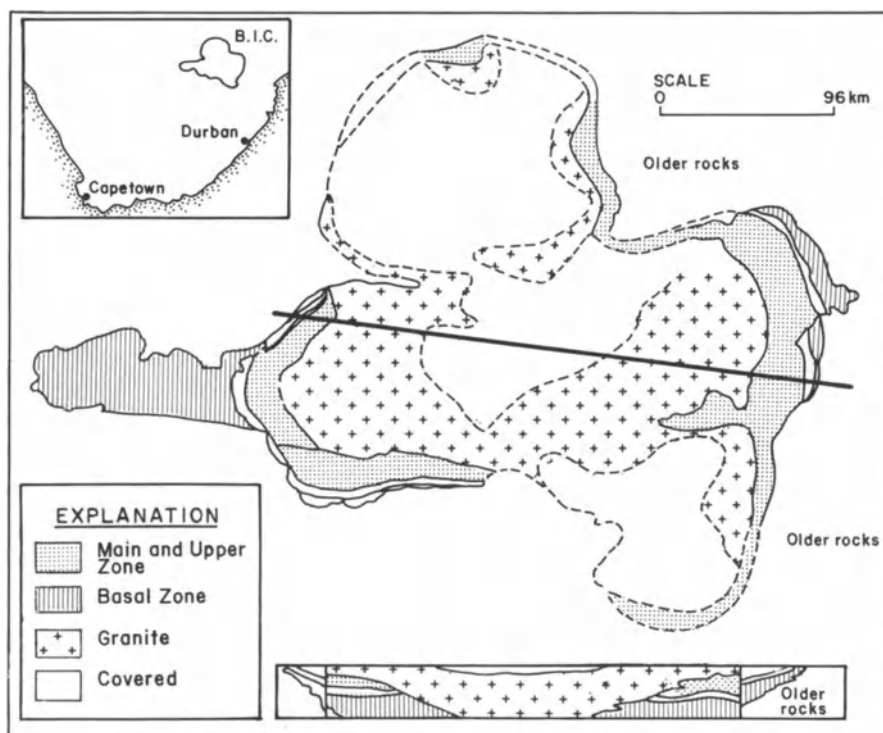 B.I.C.
Durban
Capetown
SCALE
0 96 km
Older rocks
Older rocks
EXPLANATION
Main and Upper
Zone
Basal Zone
Granite
Covered
Older
rocks